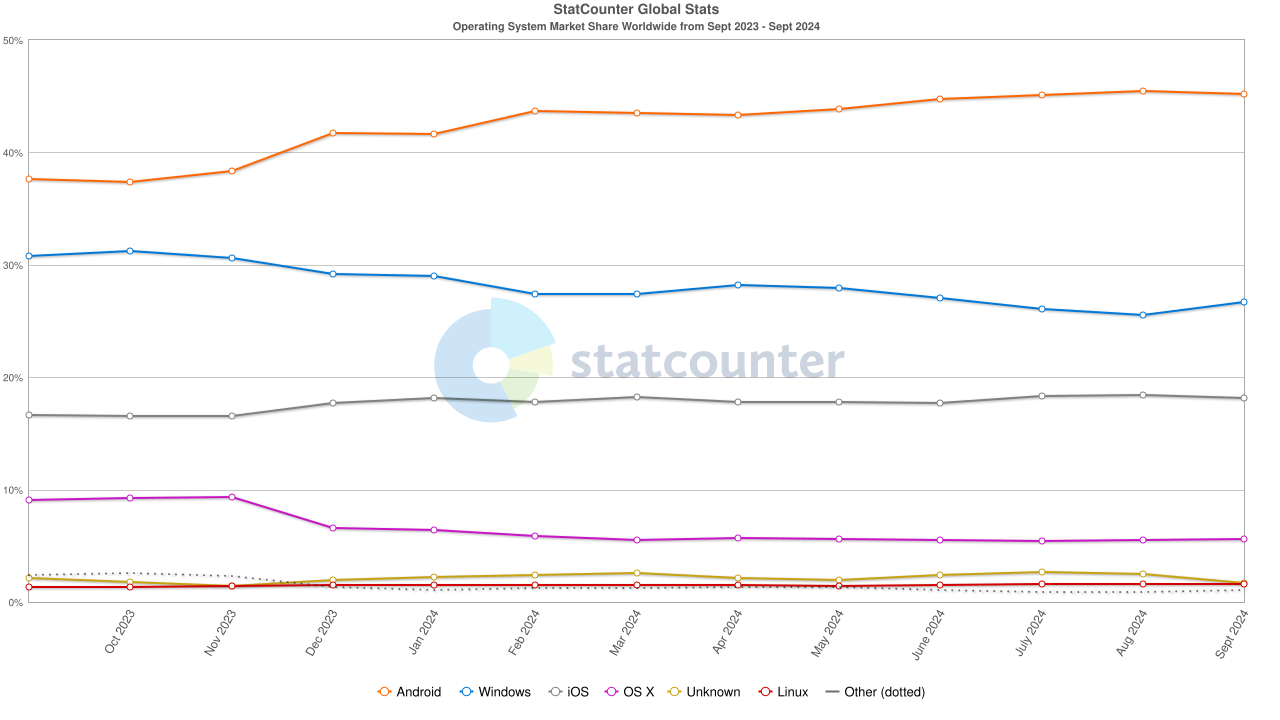 StatCounter Global Stats
Operating System Market Share Worldwide from Sept 2023 - Sept 2024
50%
40%
30%
20%
10%
0%
statcounter
Oct 2023
Nov 2023
Dec 2023
Jan 2024
Feb 2024
Mar 2024
Apr 2024
May 2024
June 2024
July 2024
Aug 2024
Sept 2024
Android Windows iOS OS X Unknown Linux Other (dotted)